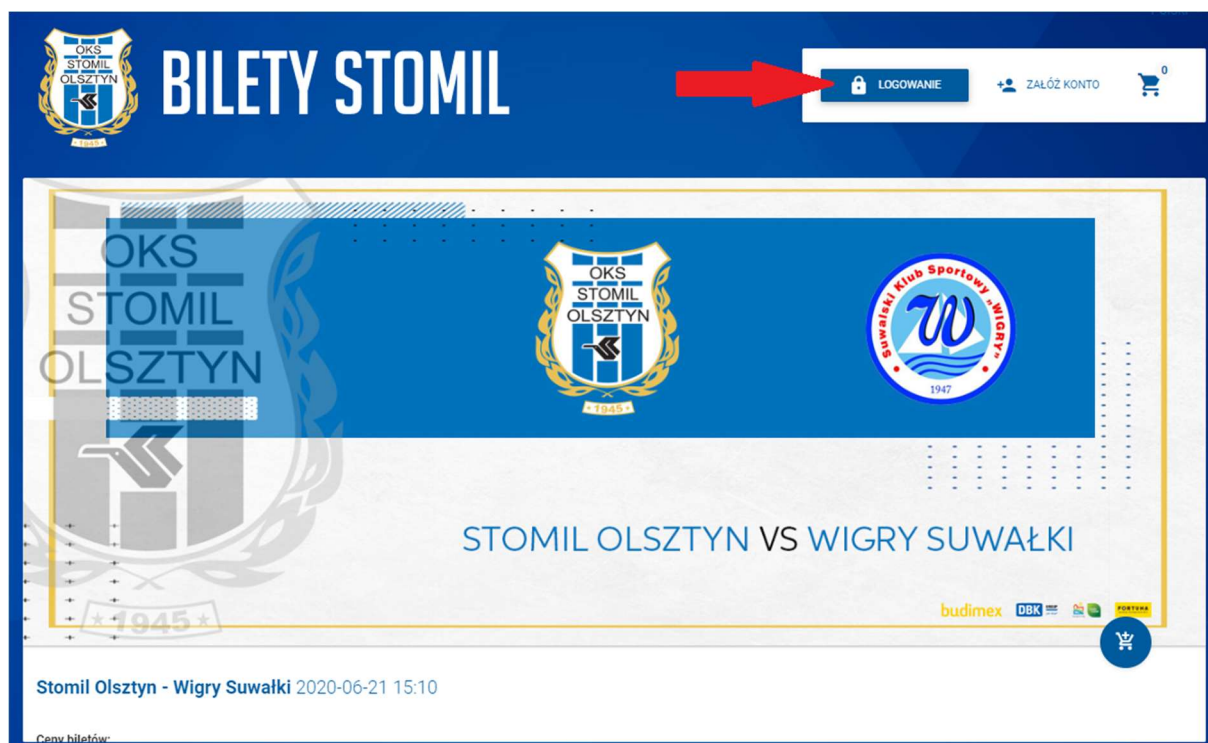 OKS
STOMIL
OLSZTYN
1945
BILETY STOMIL
LOGOWANIE
ZAŁÓŻ KONTO
0
OKS
STOMIL
OLSZTYN
★1945★
OKS
STOMIL
OLSZTYN
1945
Suwalski Klub Sportowy „WIGRY”
W
1947
STOMIL OLSZTYN VS WIGRY SUWAŁKI
budimex DBK FORTUNA
Stomil Olsztyn - Wigry Suwałki 2020-06-21 15:10
Ceny biletów: